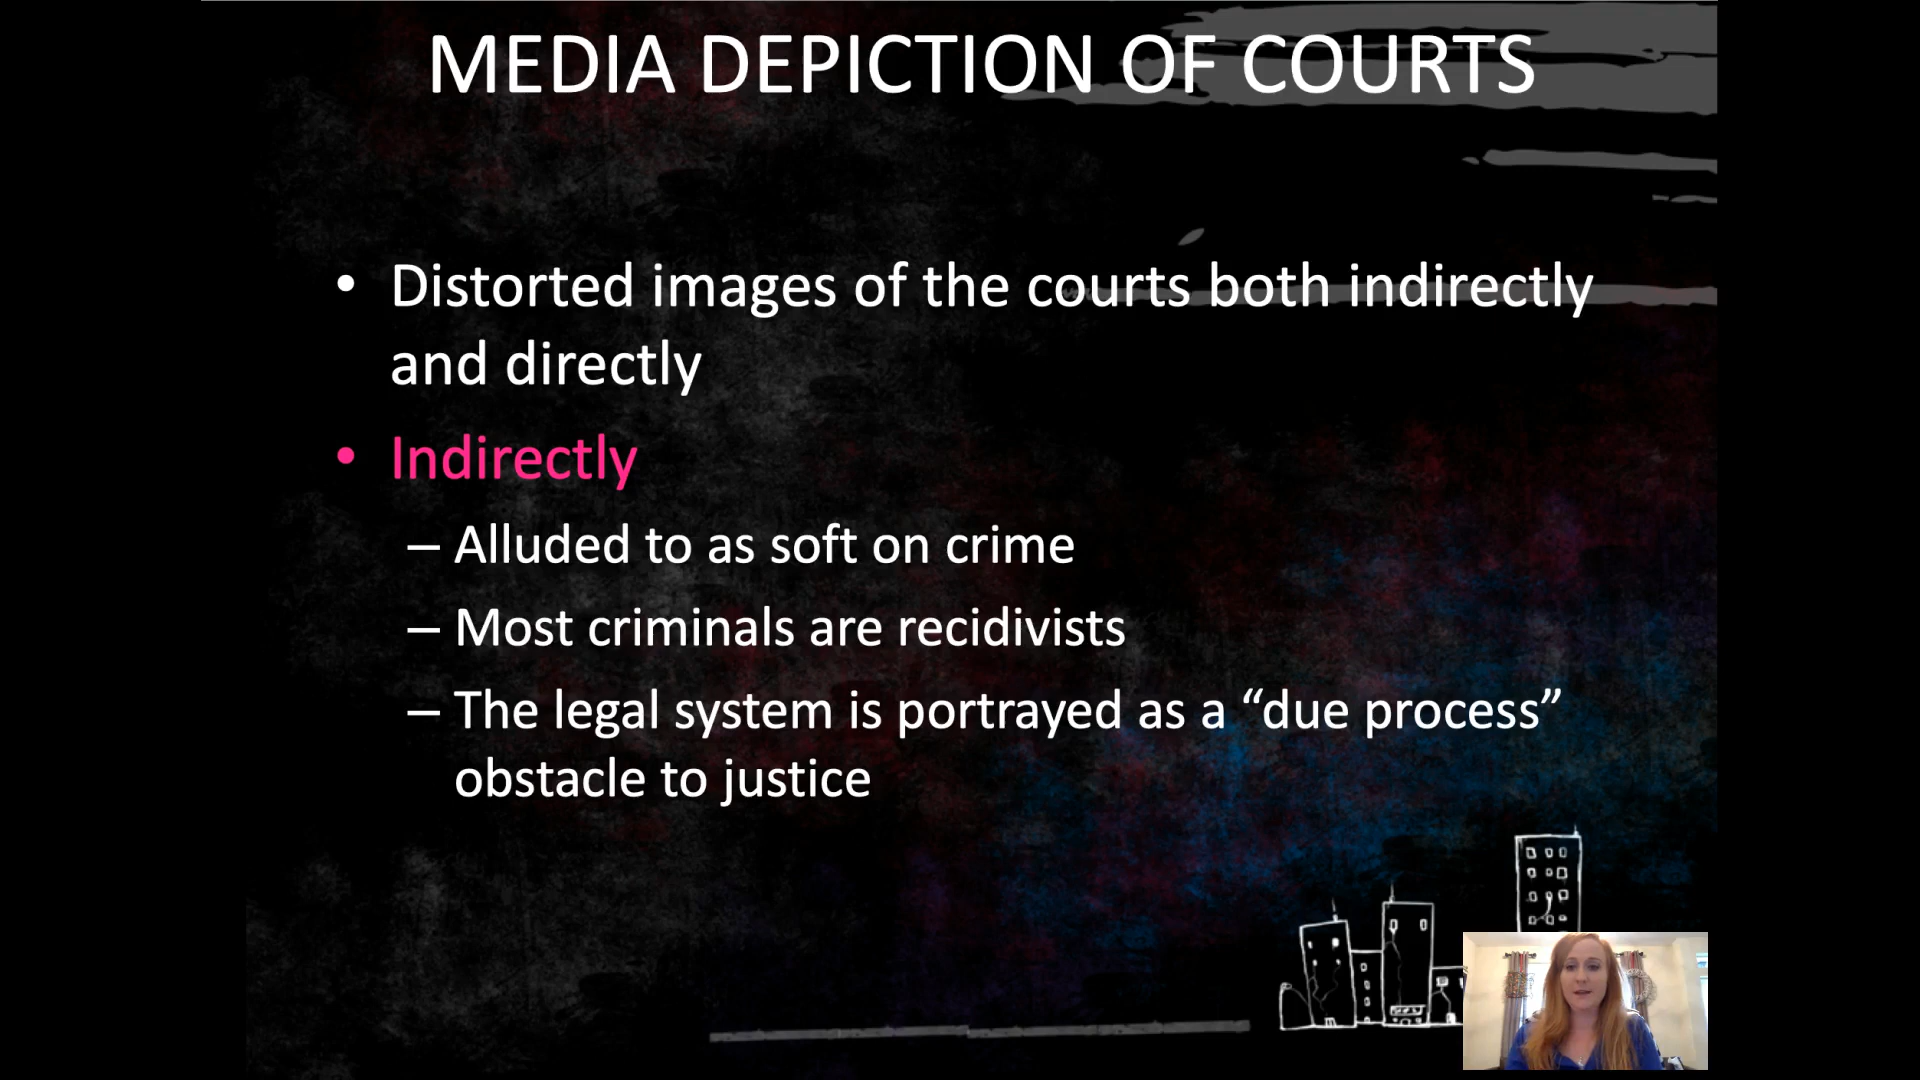 MEDIA DEPICTION OF COURTS
• Distorted images of the courts both indirectly
and directly
• Indirectly
– Alluded to as soft on crime
– Most criminals are recidivists
– The legal system is portrayed as a “due process”
obstacle to justice